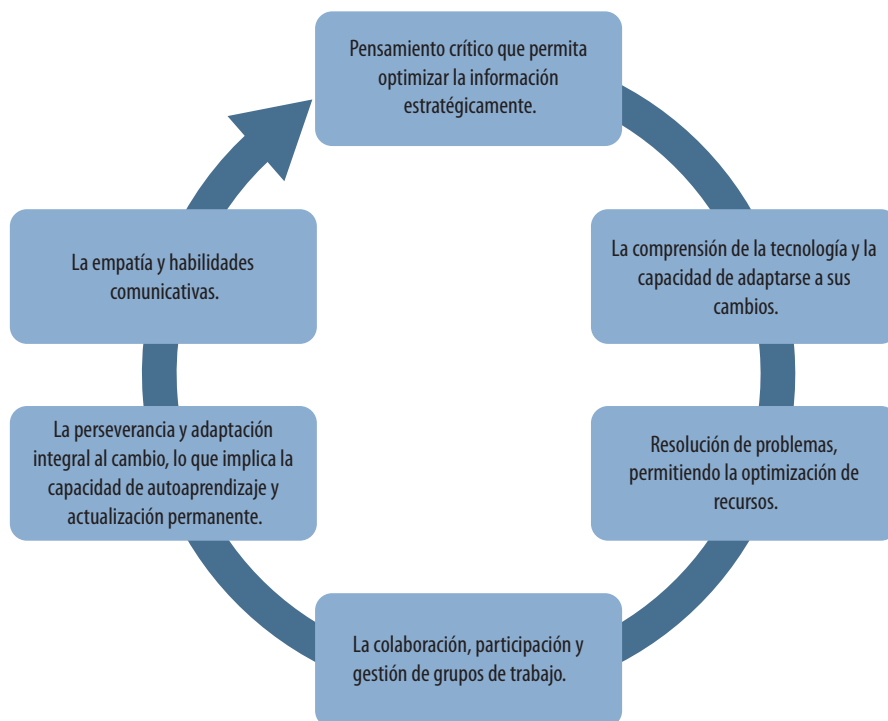 Pensamiento crítico que permita
optimizar la información
estratégicamente.
La comprensión de la tecnología y la
capacidad de adaptarse a sus
cambios.
Resolución de problemas,
permitiendo la optimización de
recursos.
La colaboración, participación y
gestión de grupos de trabajo.
La perseverancia y adaptación
integral al cambio, lo que implica la
capacidad de autoaprendizaje y
actualización permanente.
La empatía y habilidades
comunicativas.